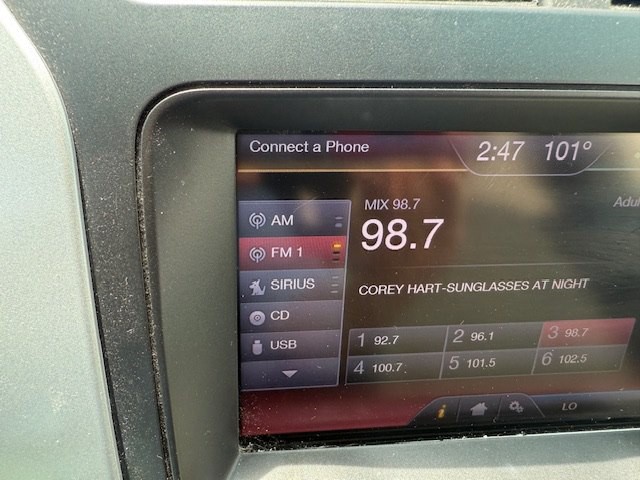 Connect a Phone 2:47 101°
MIX 98.7 Adul
98.7
AM
FM 1
SIRIUS
CD
USB
COREY HART-SUNGLASSES AT NIGHT
1 92.7 2 96.1 3 98.7
4 100.7 5 101.5 6 102.5
LO